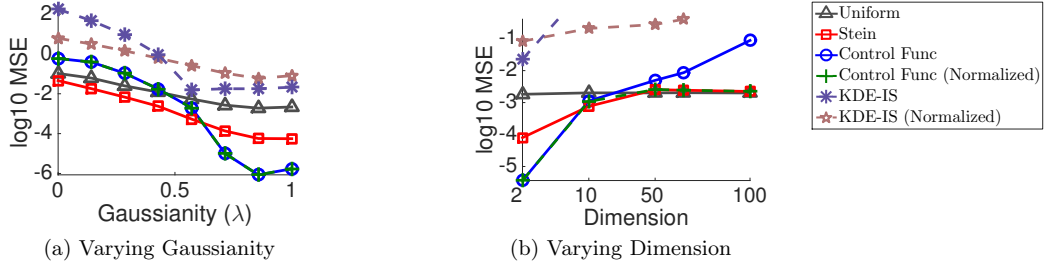 log10 MSE
2
0
-2
-4
-6
0
0.5
1
Gaussianity (λ)
(a) Varying Gaussianity
log10 MSE
-1
-2
-3
-4
-5
2
10
50
100
Dimension
(b) Varying Dimension
Uniform
Stein
Control Func
Control Func (Normalized)
KDE-IS
KDE-IS (Normalized)